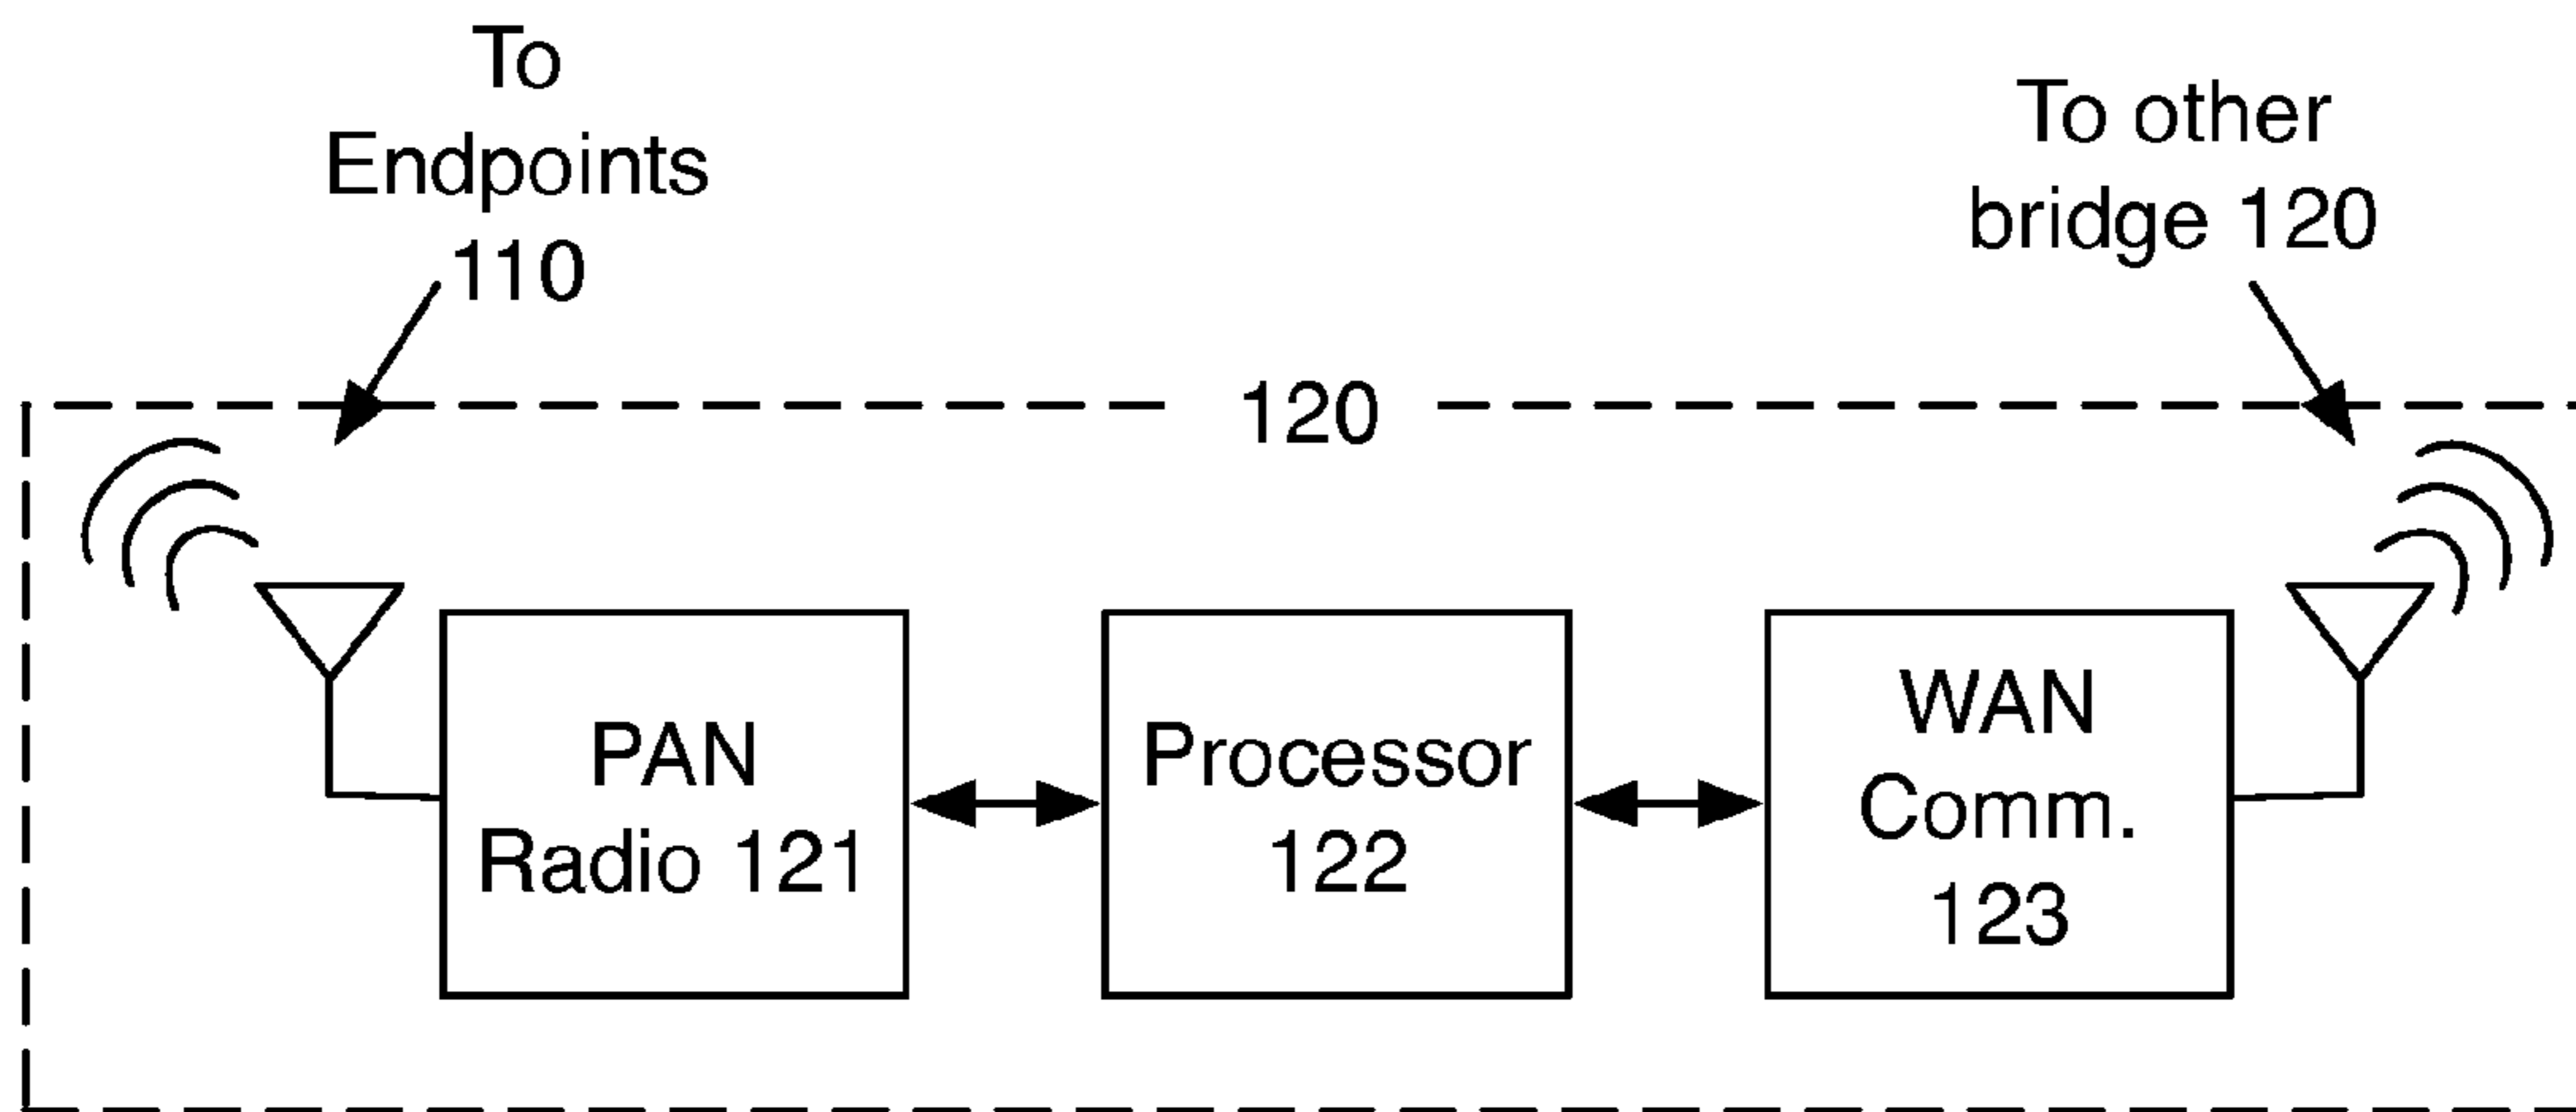 To
Endpoints
110
To other
bridge 120
120
PAN
Radio 121
Processor
122
WAN
Comm.
123